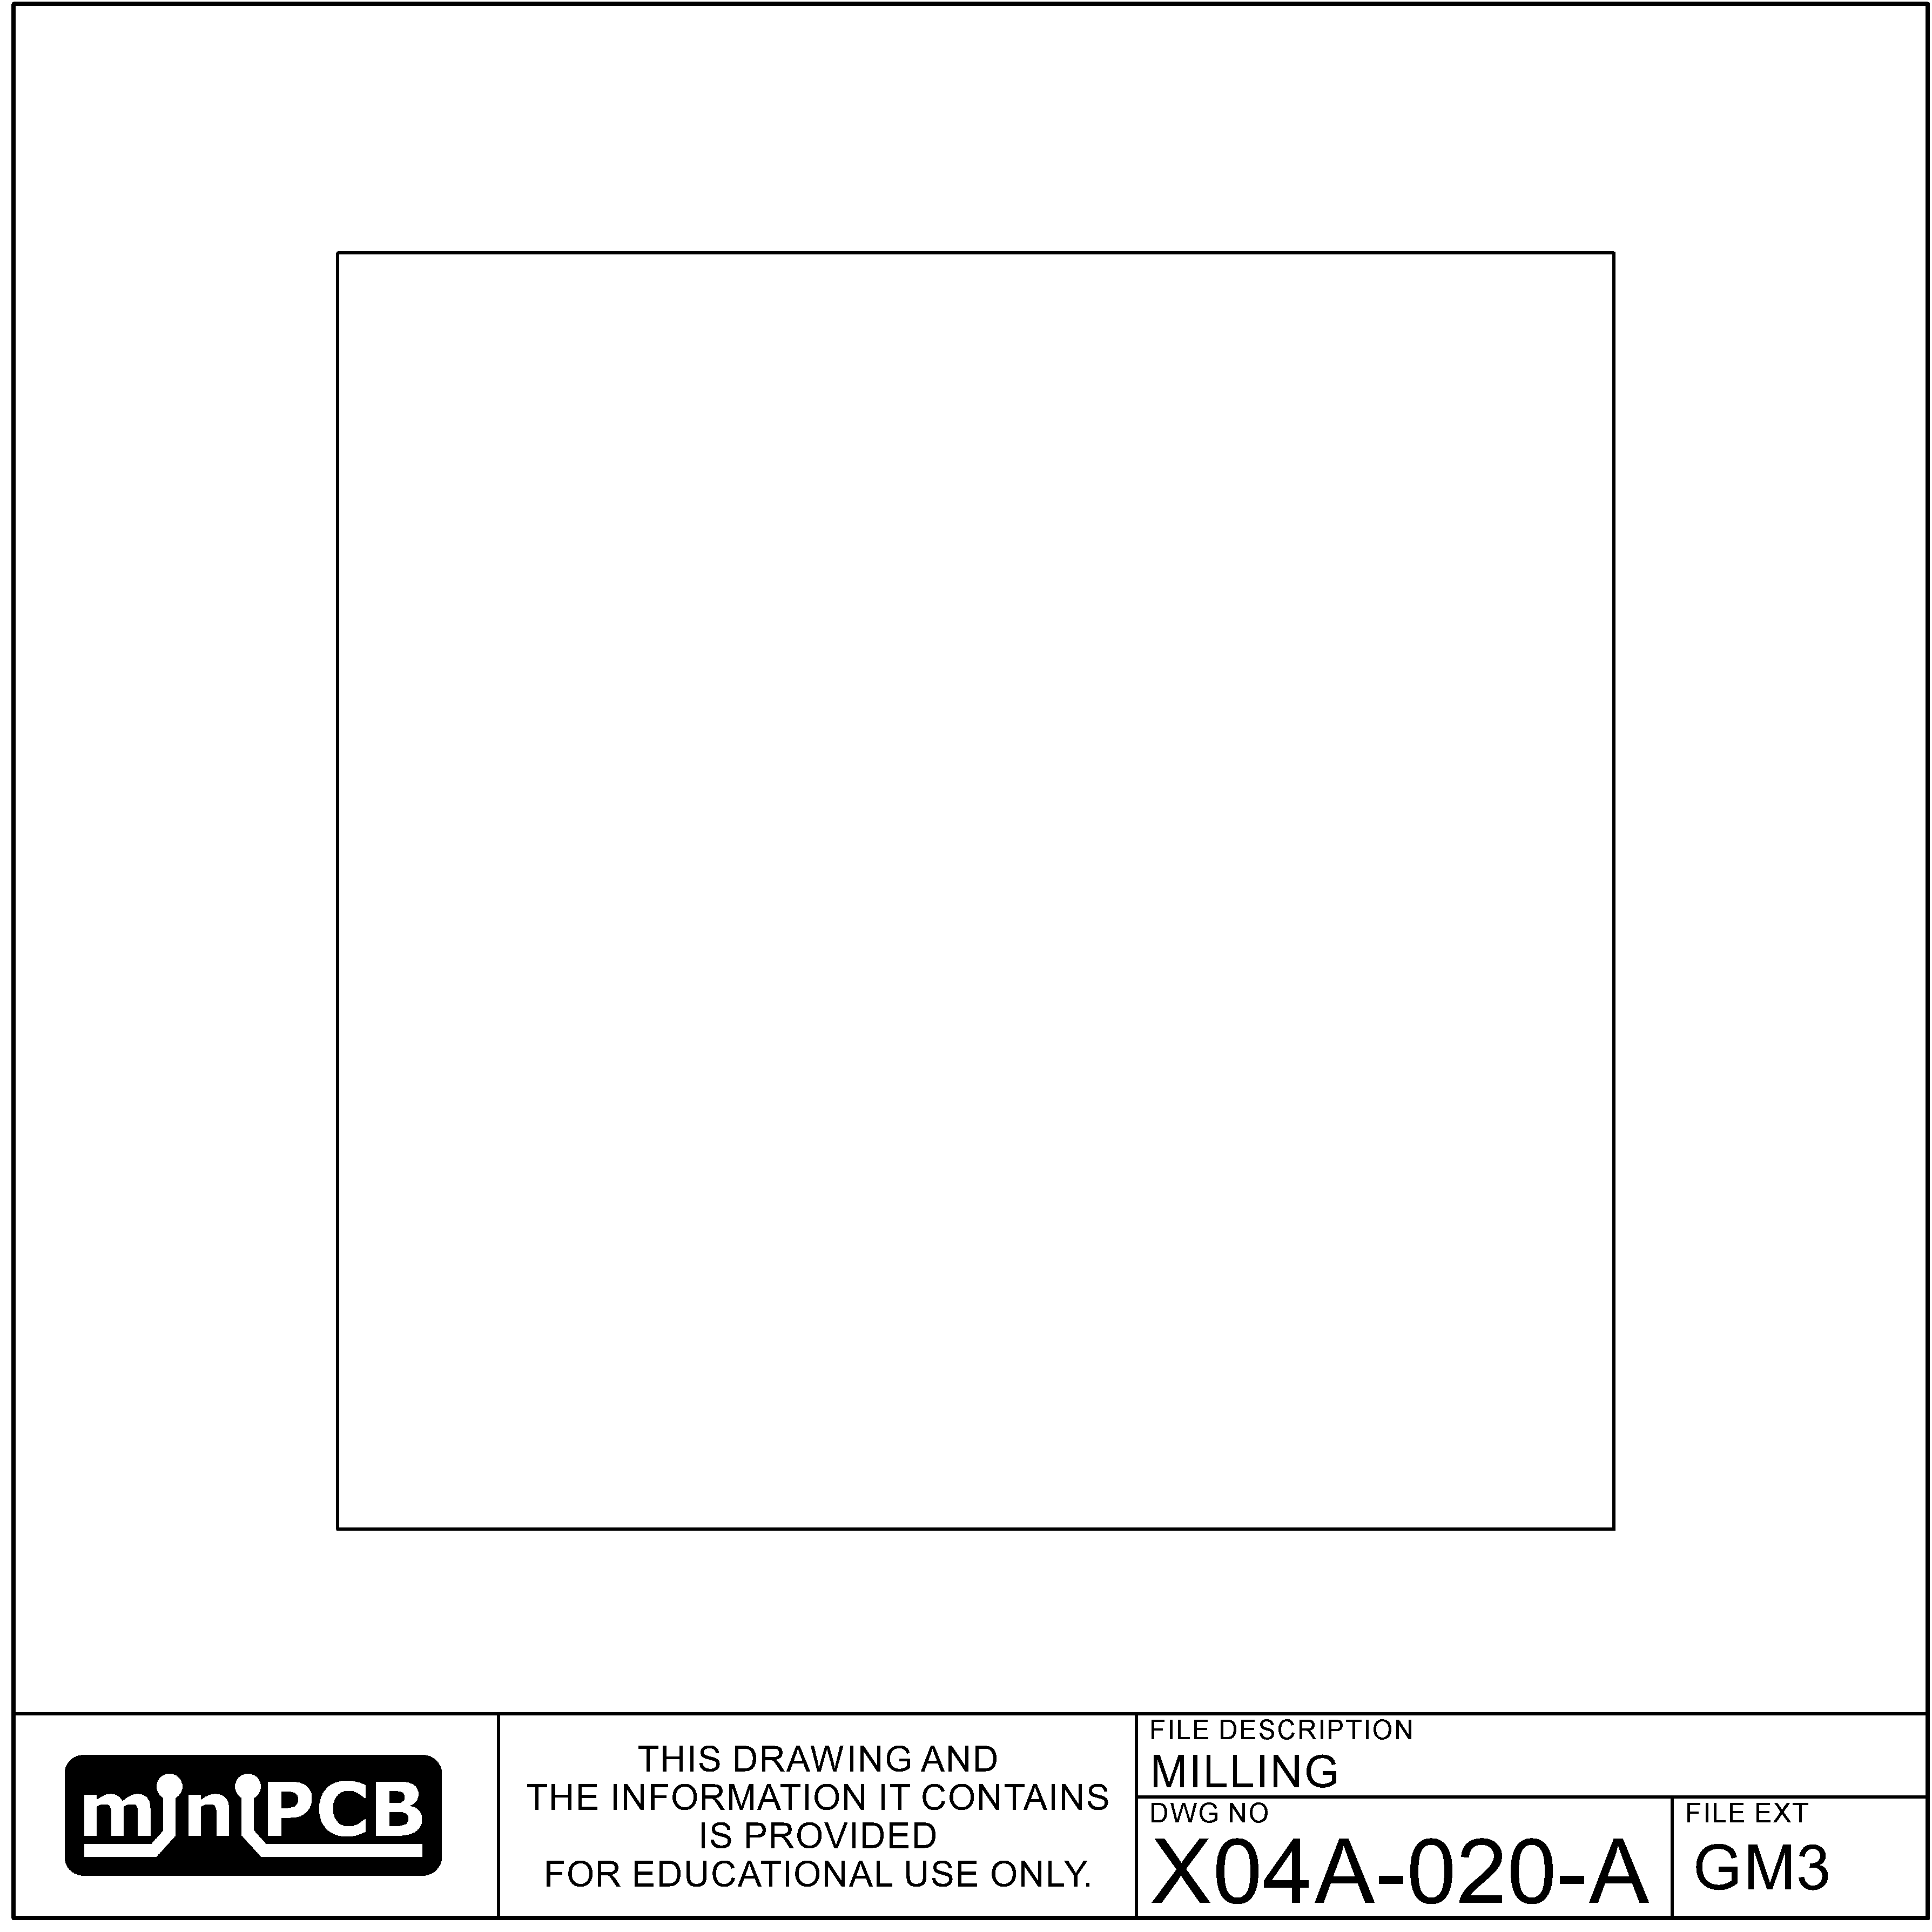 miniPCB
THIS DRAWING AND
THE INFORMATION IT CONTAINS
IS PROVIDED
FOR EDUCATIONAL USE ONLY.
FILE DESCRIPTION
MILLING
DWG NO
X04A-020-A
FILE EXT
GM3